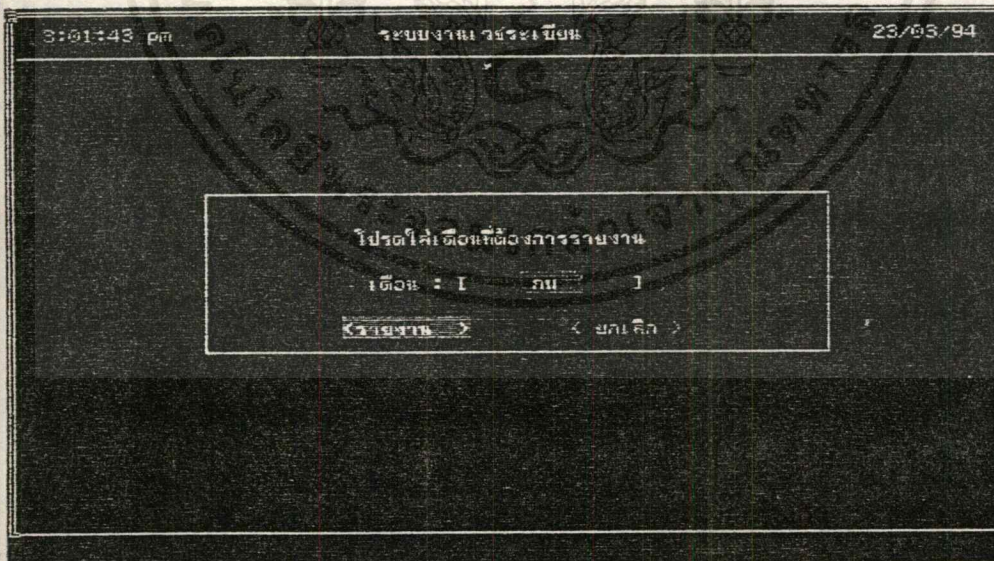 3:01:43 pm ระบบงานเวชระเบียน 23/03/94
โปรดใส่เดือนที่ต้องการรายงาน
เดือน : [ กพ ]
<รายงาน > < ยกเลิก >